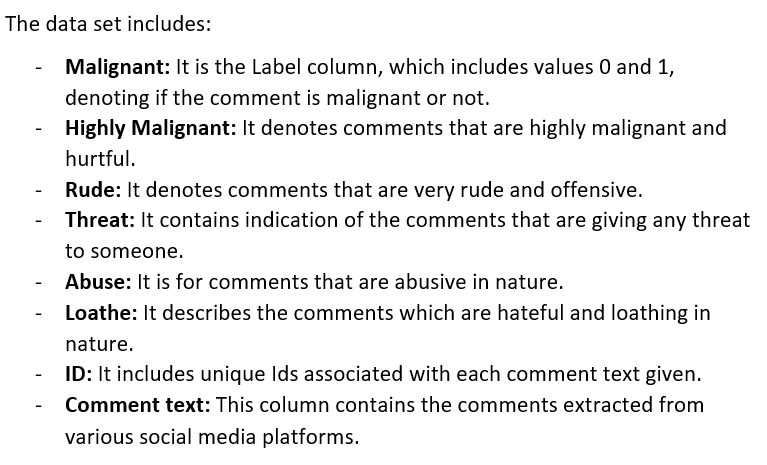 The data set includes:
- Malignant: It is the Label column, which includes values 0 and 1,
denoting if the comment is malignant or not.
- Highly Malignant: It denotes comments that are highly malignant and
hurtful.
- Rude: It denotes comments that are very rude and offensive.
- Threat: It contains indication of the comments that are giving any threat
to someone.
- Abuse: It is for comments that are abusive in nature.
- Loathe: It describes the comments which are hateful and loathing in
nature.
- ID: It includes unique Ids associated with each comment text given.
- Comment text: This column contains the comments extracted from
various social media platforms.